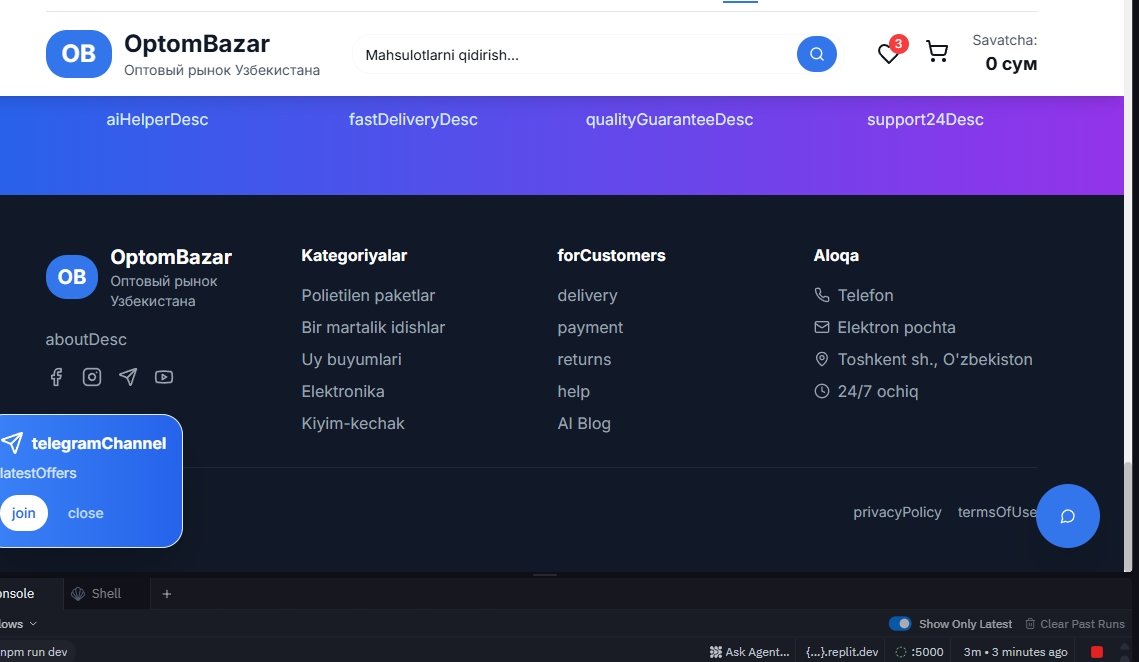 OB
OptomBazar
Оптовый рынок Узбекистана
Mahsulotlarni qidirish...
3
Savatcha:
0 сум
aiHelperDesc
fastDeliveryDesc
qualityGuaranteeDesc
support24Desc
OB
OptomBazar
Оптовый рынок
Узбекистана
aboutDesc
Kategoriyalar
Polietilen paketlar
Bir martalik idishlar
Uy buyumlari
Elektronika
Kiyim-kechak
forCustomers
delivery
payment
returns
help
AI Blog
Aloqa
Telefon
Elektron pochta
Toshkent sh., O'zbekiston
24/7 ochiq
telegramChannel
latestOffers
join
close
privacyPolicy
termsOfUse
onsole
Shell
lows
Show Only Latest
Clear Past Runs
npm run dev
Ask Agent...
{...}.replit.dev
:5000
3m • 3 minutes ago